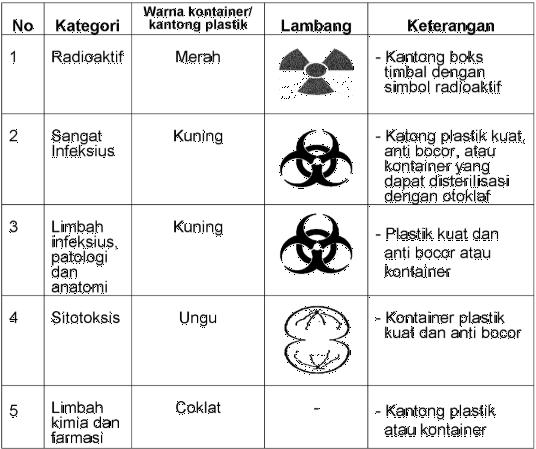 No Kategori Warna kontainer/ kantong plastik Lambang Keterangan
1 Radioaktif Merah - Kantong boks
timbal dengan
simbol radioaktif
2 Sangat Kuning - Katong plastik kuat,
Infeksius anti bocor, atau
kontainer yang
dapat disterilisasi
dengan otoklaf
3 Limbah Kuning - Plastik kuat dan
infeksius, anti bocor atau
patologi kontainer
dan
anatomi
4 Sitotoksis Ungu - Kontainer plastik
kuat dan anti bocor
5 Limbah Coklat - - Kantong plastik
kimia dan atau kontainer
farmasi